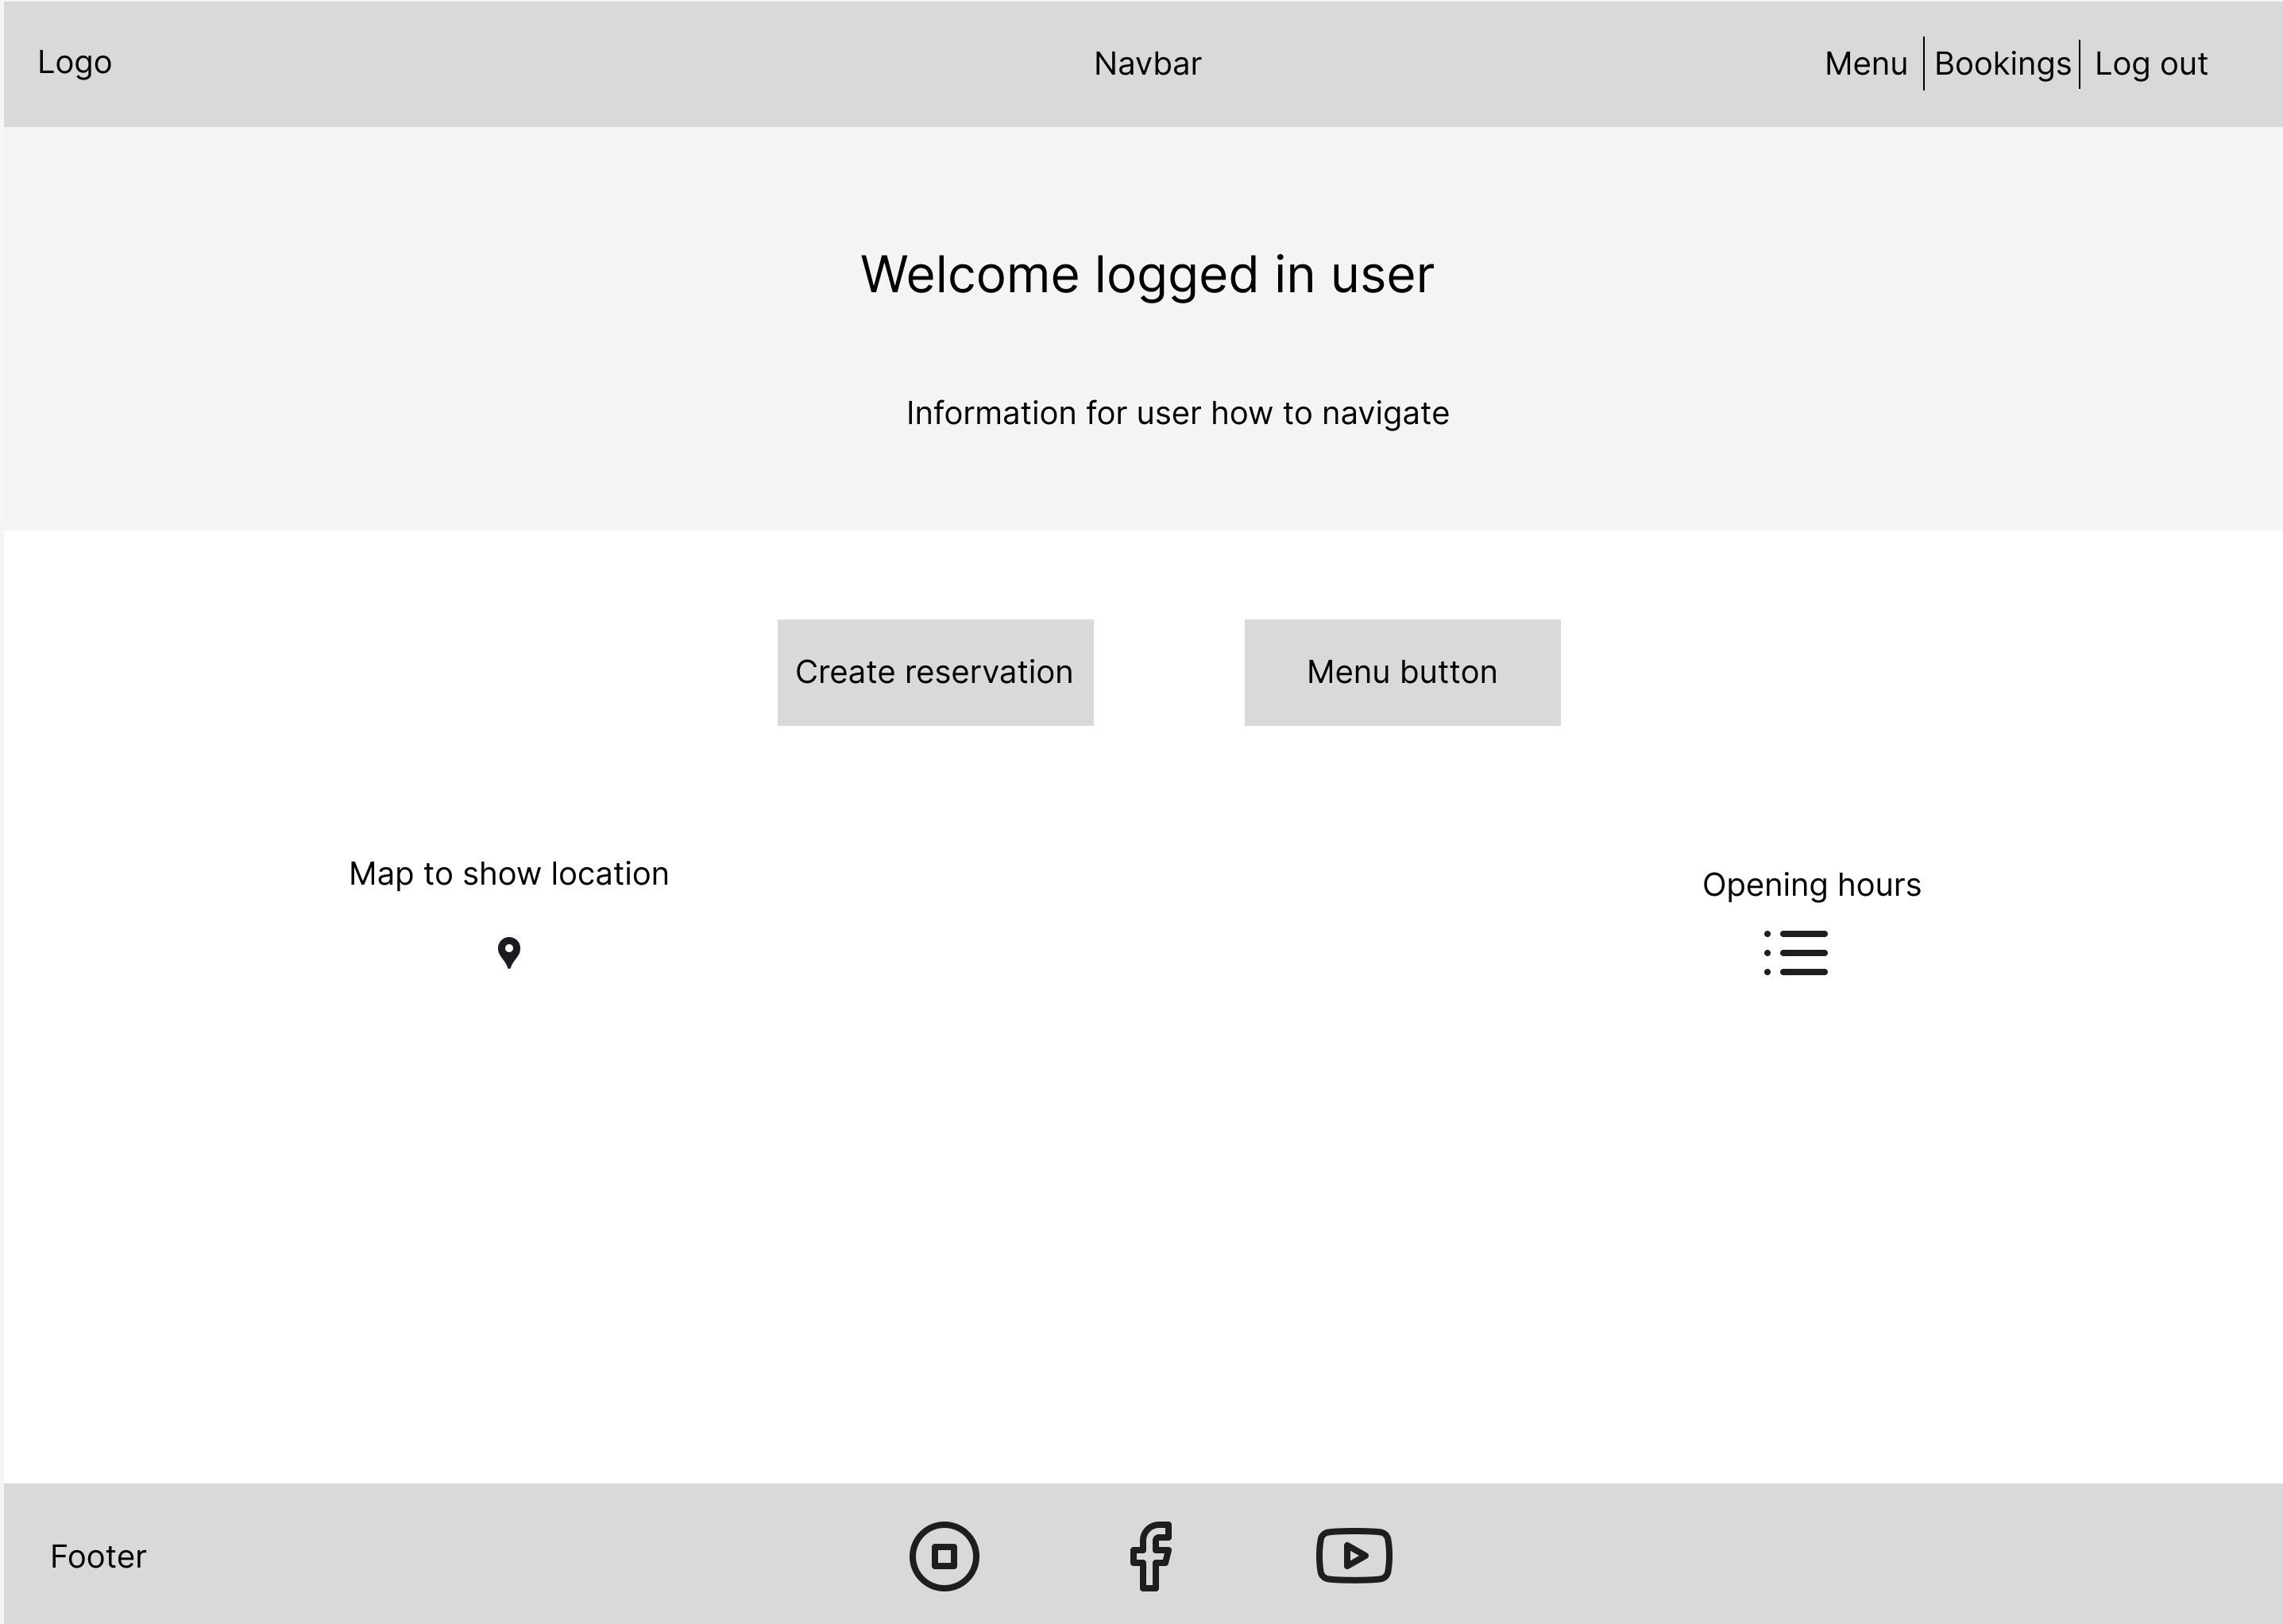 Logo
Navbar
Menu
Bookings
Log out
Welcome logged in user
Information for user how to navigate
Create reservation
Menu button
Map to show location
Opening hours
Footer